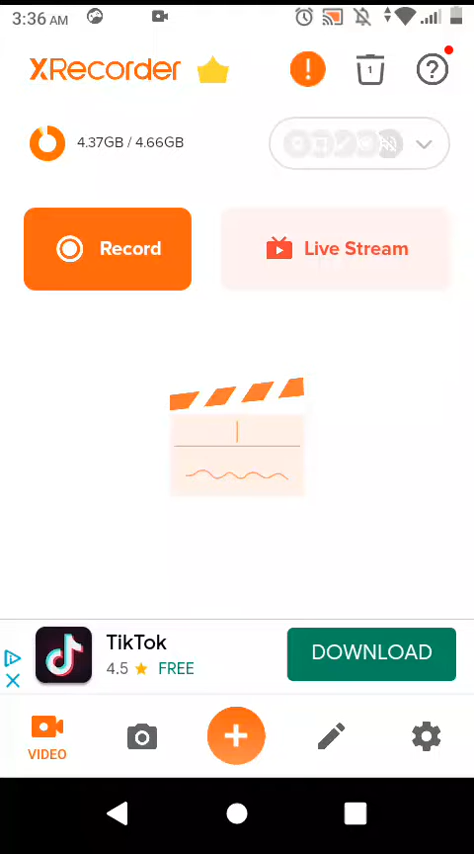 3:36 AM
XRecorder
1
?
4.37GB / 4.66GB
Record
Live Stream
TikTok
4.5 FREE
DOWNLOAD
VIDEO